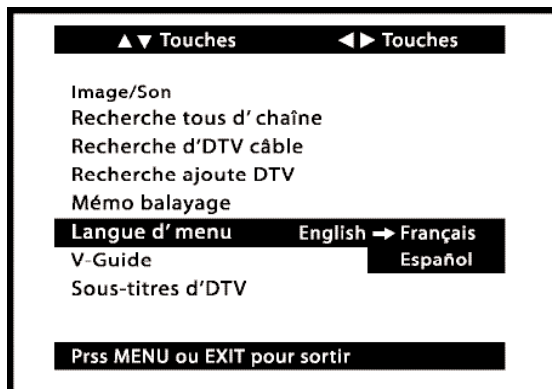 ▲▼ Touches ◀▶ Touches
Image/Son
Recherche tous d' chaîne
Recherche d'DTV câble
Recherche ajoute DTV
Mémo balayage
Langue d' menu English → Français
V-Guide Español
Sous-titres d'DTV
Prss MENU ou EXIT pour sortir